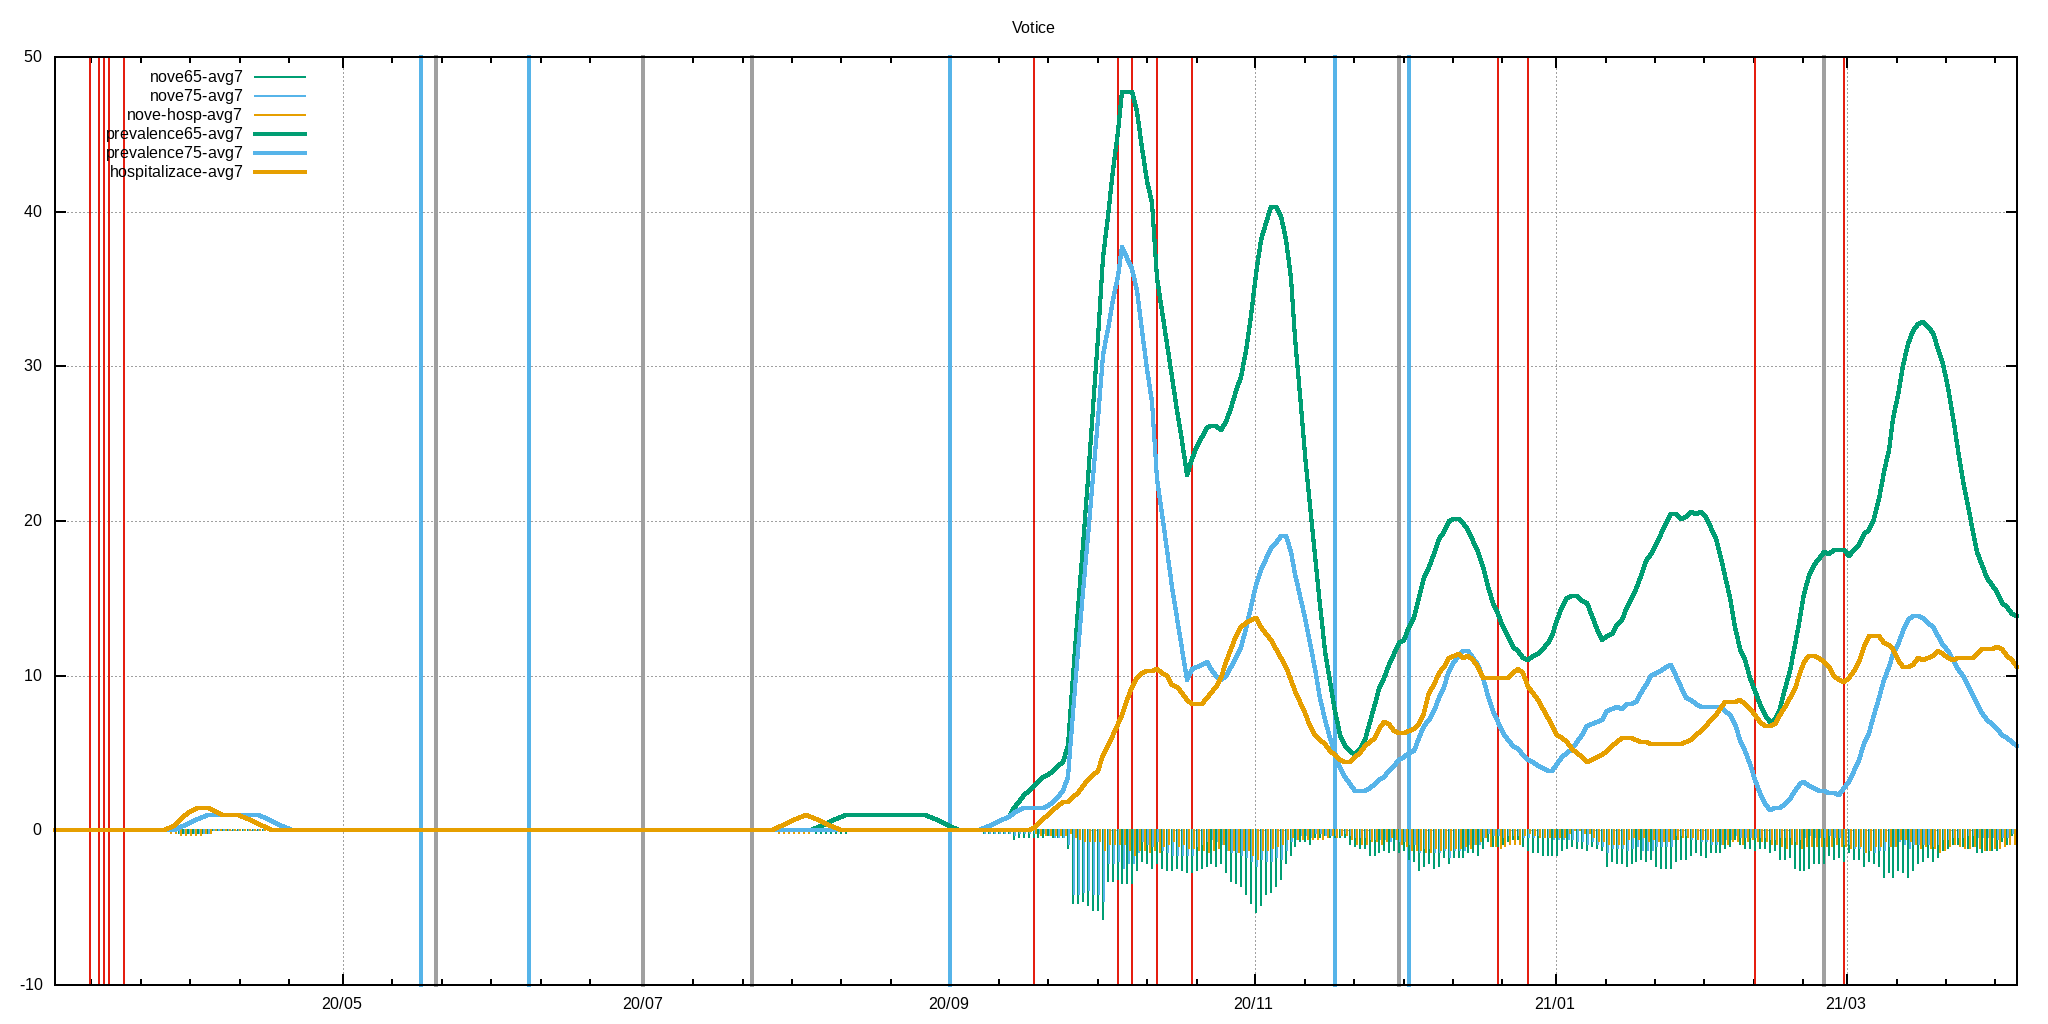 Votice
50
nove65-avg7
nove75-avg7
nove-hosp-avg7
prevalence65-avg7
prevalence75-avg7
hospitalizace-avg7
40
30
20
10
0
-10
20/05 20/07 20/09 20/11 21/01 21/03